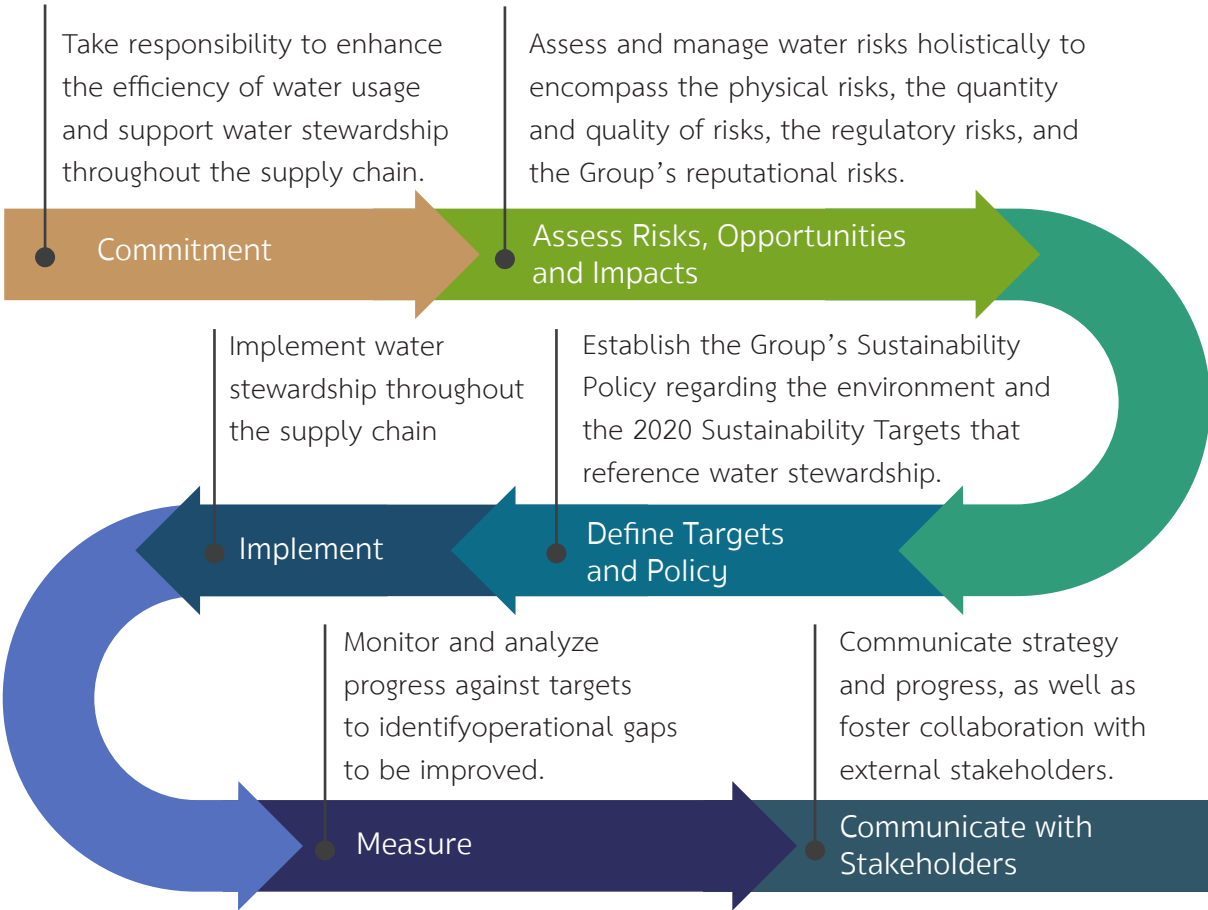 Take responsibility to enhance
the efficiency of water usage
and support water stewardship
throughout the supply chain.
Commitment
Assess and manage water risks holistically to
encompass the physical risks, the quantity
and quality of risks, the regulatory risks, and
the Group’s reputational risks.
Assess Risks, Opportunities
and Impacts
Establish the Group’s Sustainability
Policy regarding the environment and
the 2020 Sustainability Targets that
reference water stewardship.
Define Targets
and Policy
Implement water
stewardship throughout
the supply chain
Implement
Monitor and analyze
progress against targets
to identifyoperational gaps
to be improved.
Measure
Communicate strategy
and progress, as well as
foster collaboration with
external stakeholders.
Communicate with
Stakeholders